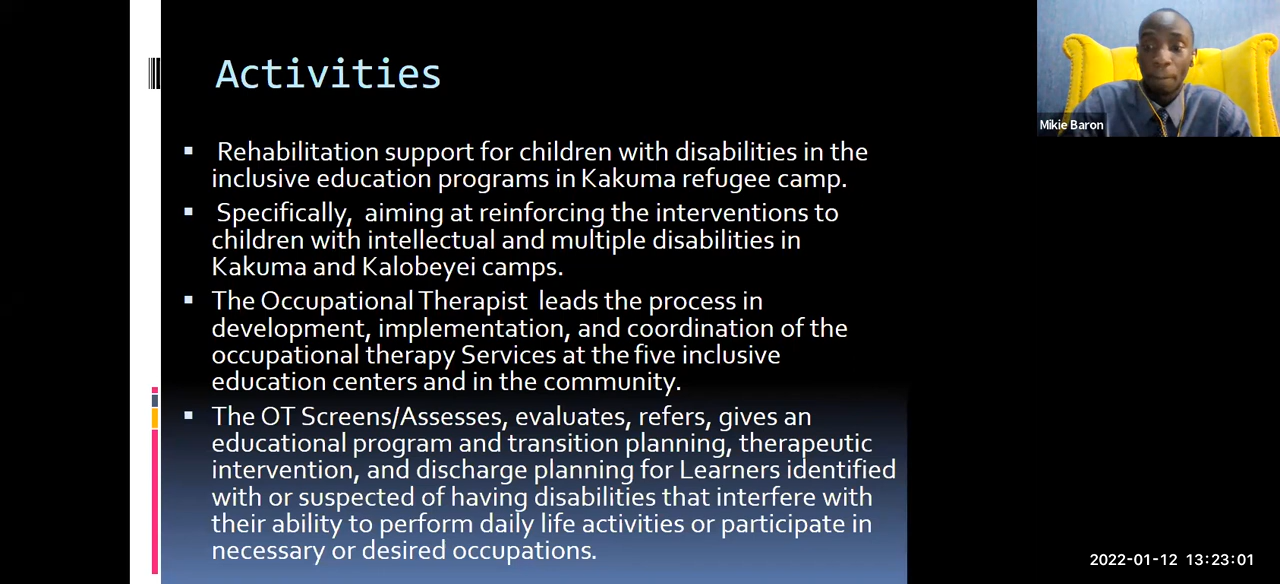 Activities
Rehabilitation support for children with disabilities in the
inclusive education programs in Kakuma refugee camp.
Specifically, aiming at reinforcing the interventions to
children with intellectual and multiple disabilities in
Kakuma and Kalobeyei camps.
The Occupational Therapist leads the process in
development, implementation, and coordination of the
occupational therapy Services at the five inclusive
education centers and in the community.
The OT Screens/Assesses, evaluates, refers, gives an
educational program and transition planning, therapeutic
intervention, and discharge planning for Learners identified
with or suspected of having disabilities that interfere with
their ability to perform daily life activities or participate in
necessary or desired occupations.
Mikie Baron
2022-01-12 13:23:01